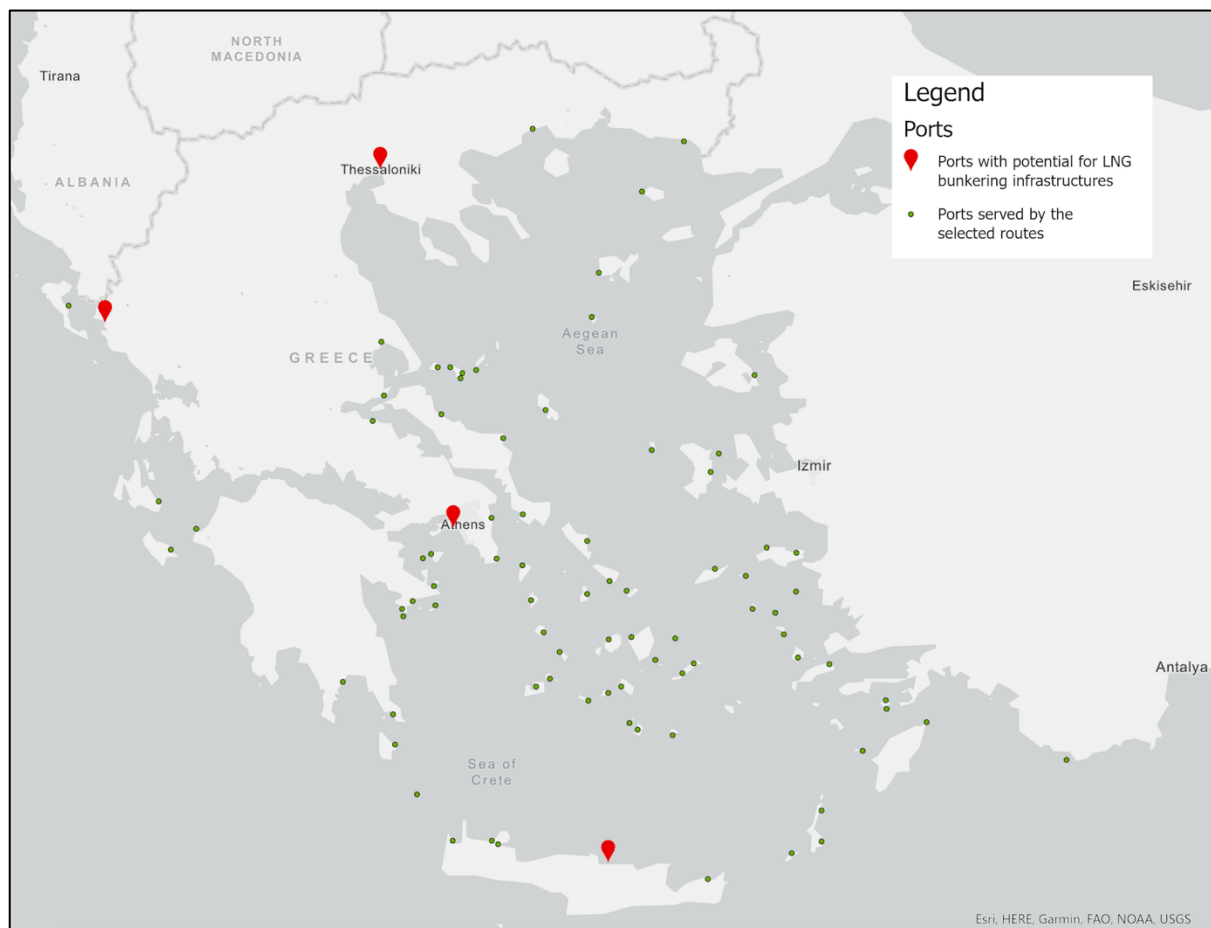 NORTH
MACEDONIA
Tirana
Legend
Ports
Ports with potential for LNG
bunkering infrastructures
Ports served by the
selected routes
Thessaloniki
ALBANIA
Eskisehir
Aegean
Sea
GREECE
Izmir
Athens
Antalya
Sea of
Crete
Esri, HERE, Garmin, FAO, NOAA, USGS